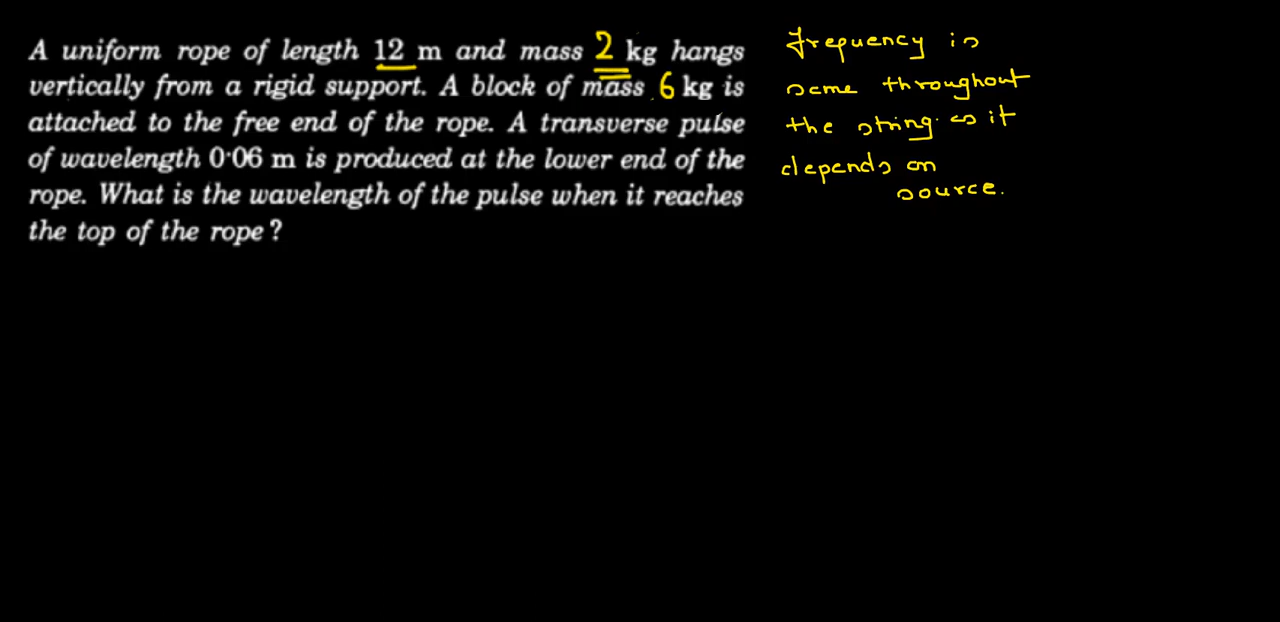 A uniform rope of length 12 m and mass 2 kg hangs
vertically from a rigid support. A block of mass 6 kg is
attached to the free end of the rope. A transverse pulse
of wavelength 0·06 m is produced at the lower end of the
rope. What is the wavelength of the pulse when it reaches
the top of the rope ?
frequency is
same throughout
the string as it
depends on
source.